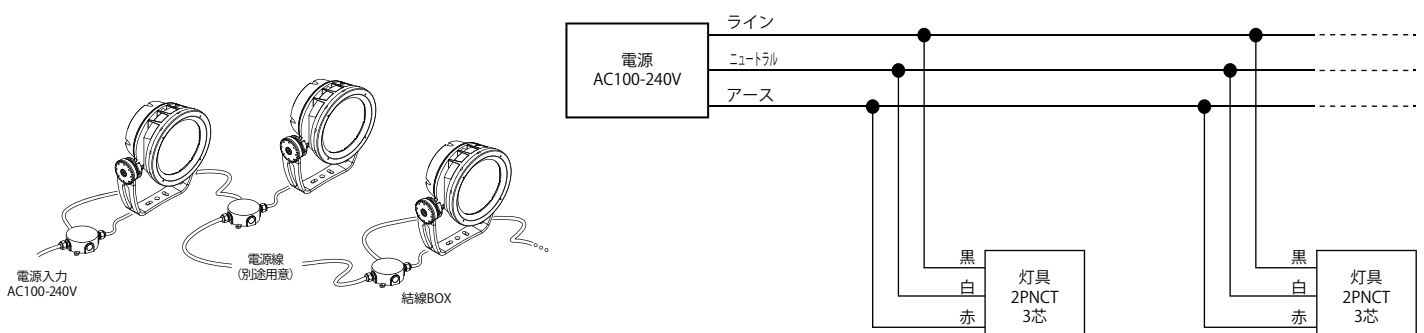 電源入力
AC100-240V
電源線
(別途用意)
結線BOX
電源
AC100-240V
ライン
ﾆｭｰﾄﾗﾙ
アース
黒
白
赤
灯具
2PNCT
3芯
黒
白
赤
灯具
2PNCT
3芯